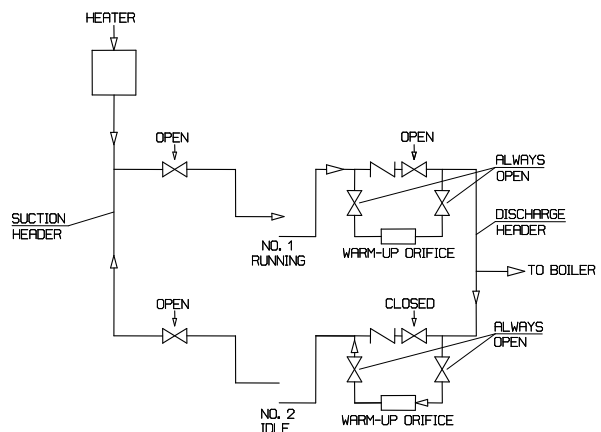 HEATER
OPEN
OPEN
ALWAYS
OPEN
SUCTION
HEADER
DISCHARGE
HEADER
NO. 1
RUNNING
WARM-UP ORIFICE
TO BOILER
OPEN
CLOSED
ALWAYS
OPEN
NO. 2
IDLE
WARM-UP ORIFICE